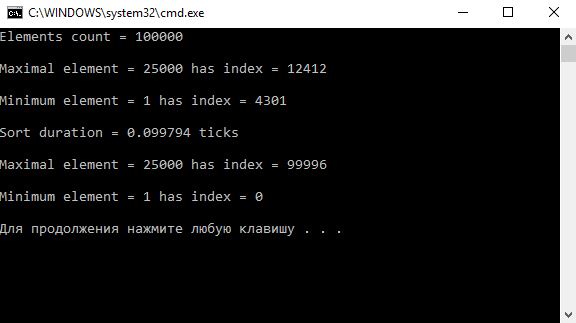 C:\WINDOWS\system32\cmd.exe
Elements count = 100000
Maximal element = 25000 has index = 12412
Minimum element = 1 has index = 4301
Sort duration = 0.099794 ticks
Maximal element = 25000 has index = 99996
Minimum element = 1 has index = 0
Для продолжения нажмите любую клавишу . . .